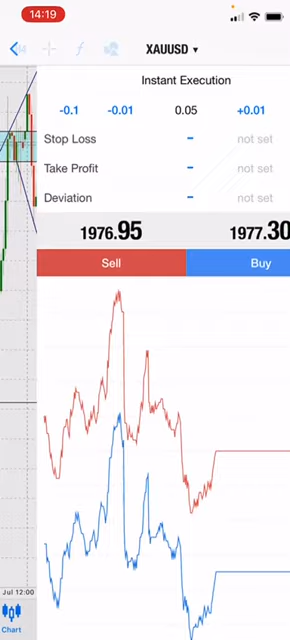 14:19
XAUUSD ▾
Instant Execution
-0.1 -0.01 0.05 +0.01
Stop Loss - not set
Take Profit - not set
Deviation - not set
1976.95 1977.30
Sell Buy
Jul 12:00
Chart